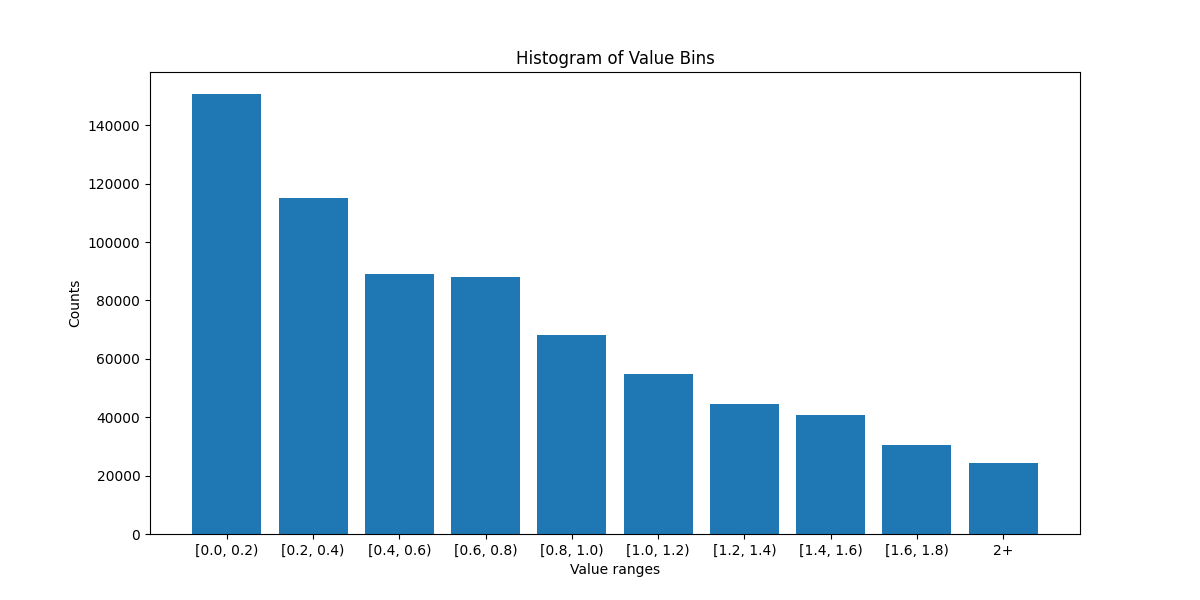 Histogram of Value Bins
140000
120000
100000
80000
60000
40000
20000
0
Counts
[0.0, 0.2) [0.2, 0.4) [0.4, 0.6) [0.6, 0.8) [0.8, 1.0) [1.0, 1.2) [1.2, 1.4) [1.4, 1.6) [1.6, 1.8) 2+
Value ranges